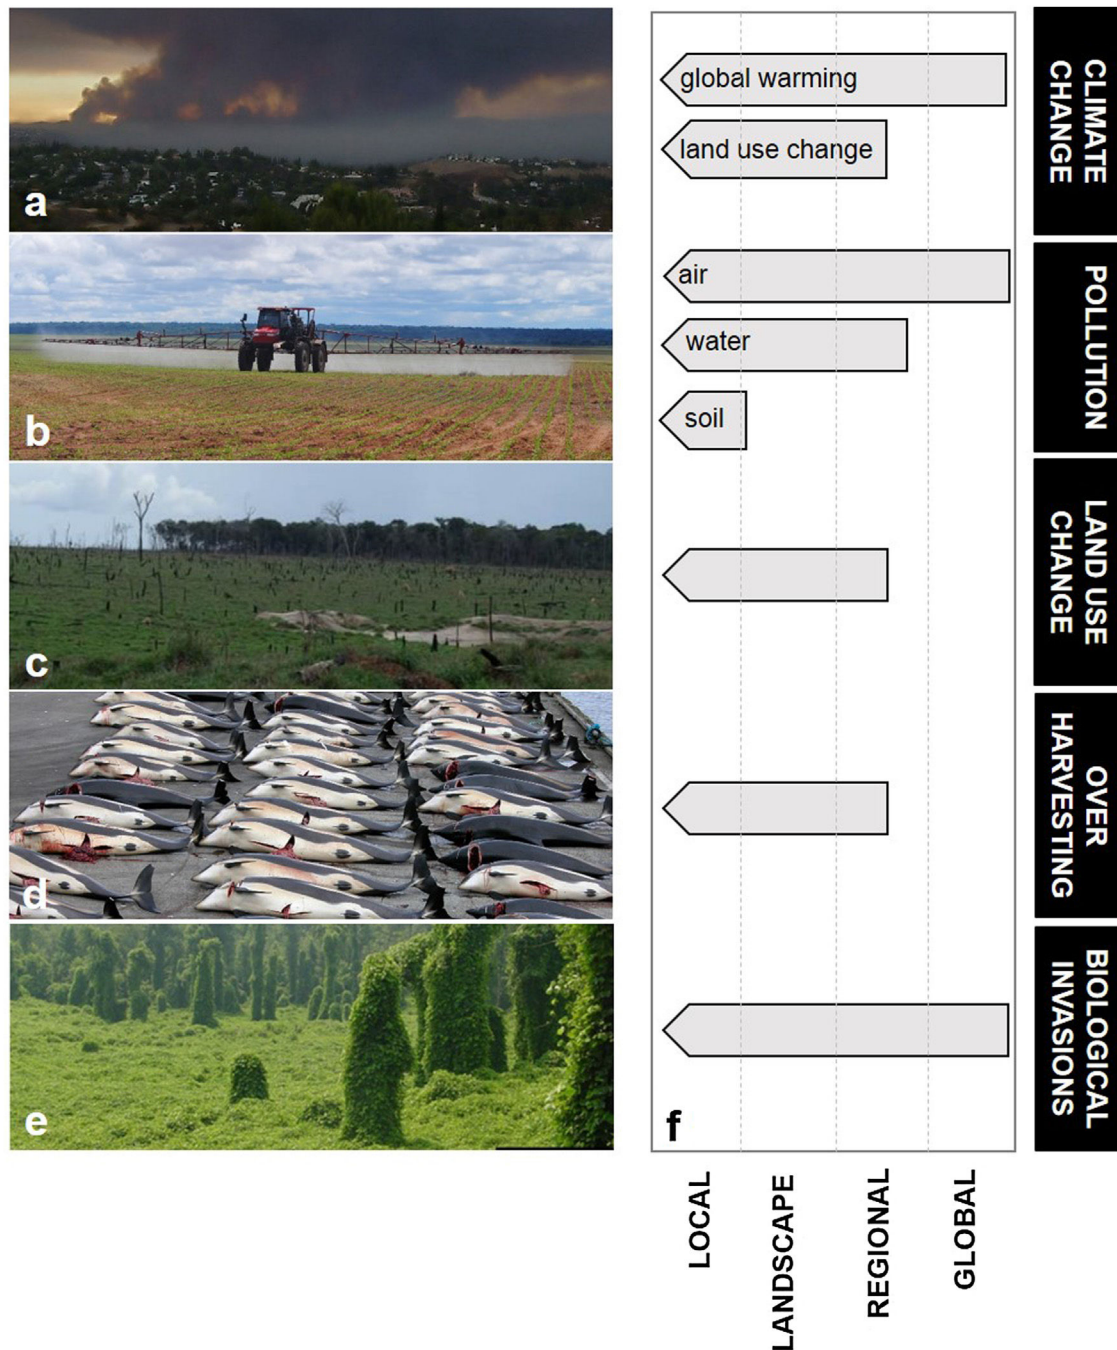 a
b
c
d
e
f
global warming
land use change
air
water
soil
CLIMATE
CHANGE
POLLUTION
LAND USE
CHANGE
OVER
HARVESTING
BIOLOGICAL
INVASIONS
LOCAL
LANDSCAPE
REGIONAL
GLOBAL